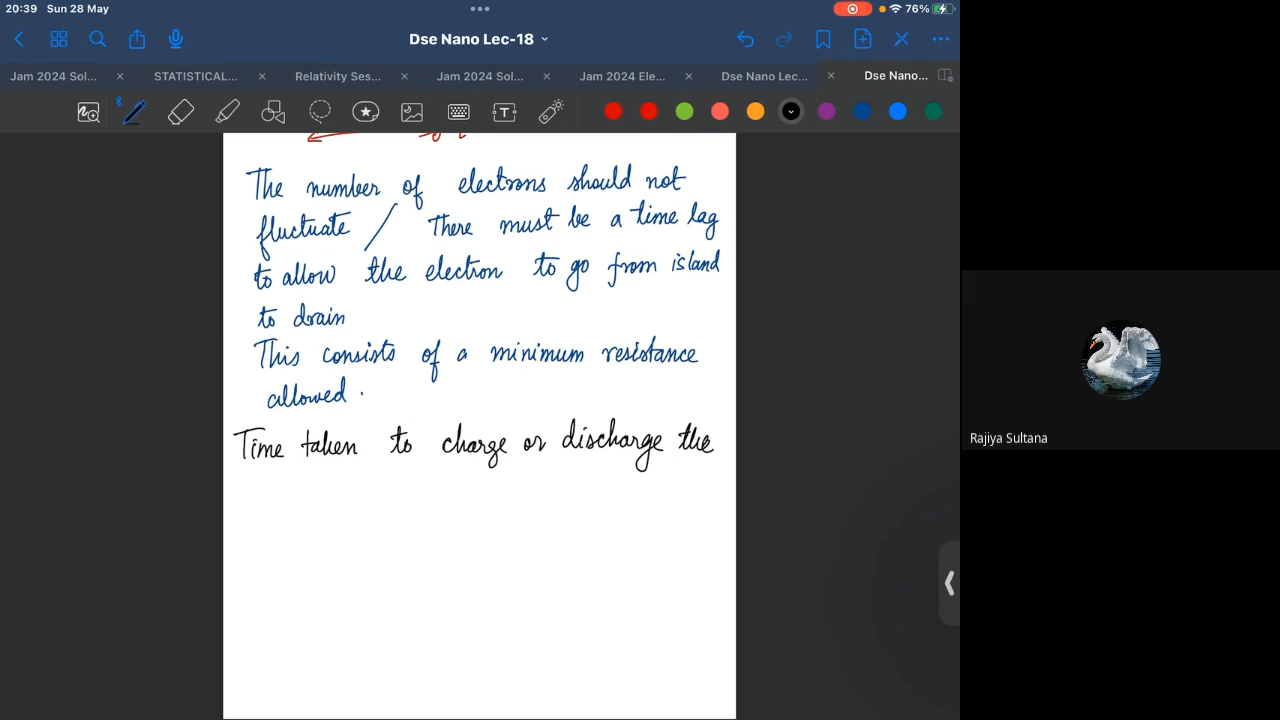 20:39 Sun 28 May
76%
Dse Nano Lec-18
Jam 2024 Sol...
STATISTICAL...
Relativity Ses...
Jam 2024 Sol...
Jam 2024 Ele...
Dse Nano Lec...
Dse Nano...
The number of electrons should not
fluctuate / There must be a time lag
to allow the electron to go from island
to drain
This consists of a minimum resistance
allowed.
Time taken to charge or discharge the
Rajiya Sultana